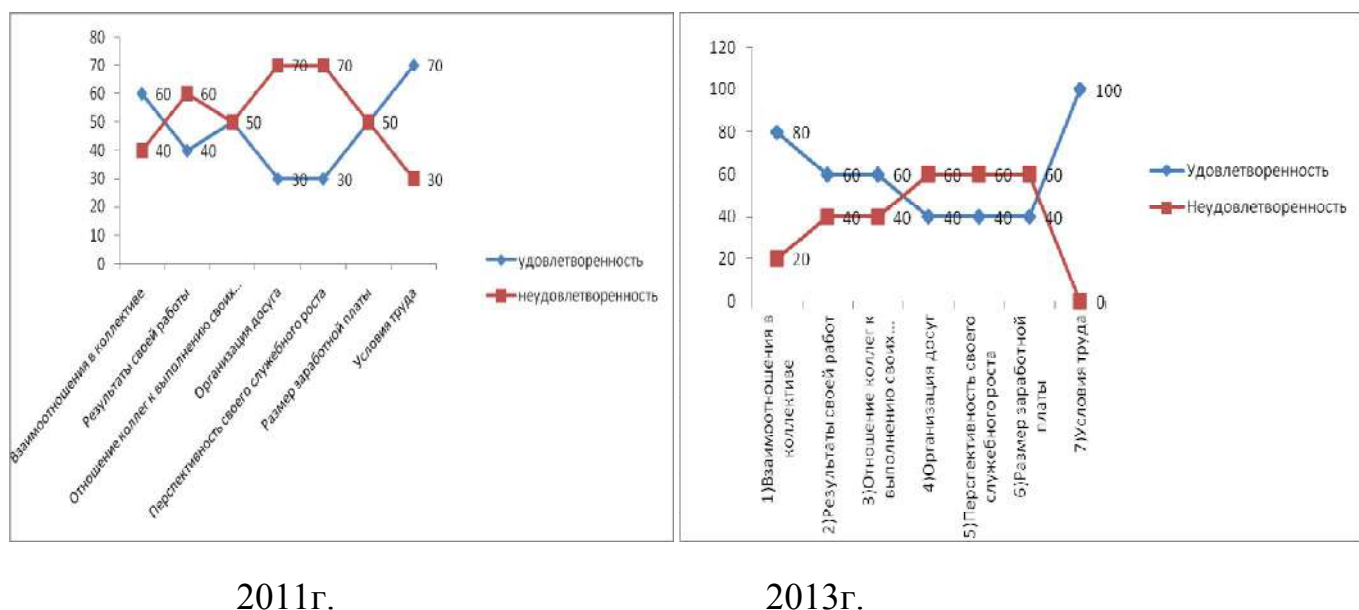 80
70
60
50
40
30
20
10
0
60
60
70
70
70
50
50
40
40
30
30
30
удовлетворенность
неудовлетворенность
Взаимоотношения в коллективе
Результаты своей работы
Отношение коллег к выполнению своих...
Организация досуга
Перспективность своего служебного роста
Размер заработной платы
Условия труда
120
100
80
60
40
20
0
80
60
60
60
60
60
100
20
40
40
40
40
40
0
Удовлетворенность
Неудовлетворенность
1)Взаимоотношения в
коллективе
2)Результаты своей работ
3)Отношение коллег к
выполнению своих...
4)Организация досуг
5)Перспективность своего
служебного роста
6)Размер заработной
платы
7)Условия труда
2011г.
2013г.